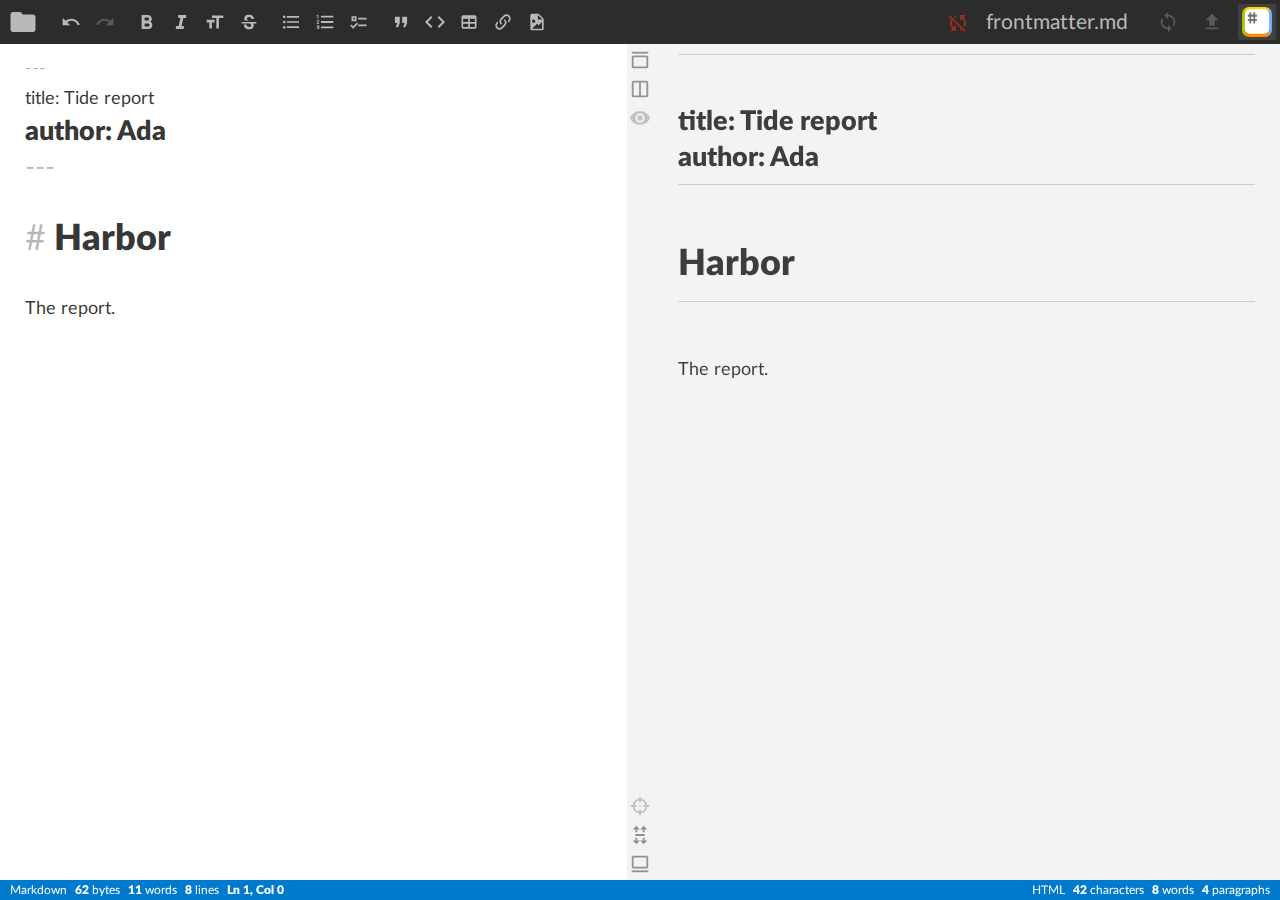 frontmatter.md
---
title: Tide report
author: Ada
---
# Harbor
The report.
title: Tide report
author: Ada
Harbor
The report.
Markdown 62 bytes 11 words 8 lines Ln 1, Col 0
HTML 42 characters 8 words 4 paragraphs